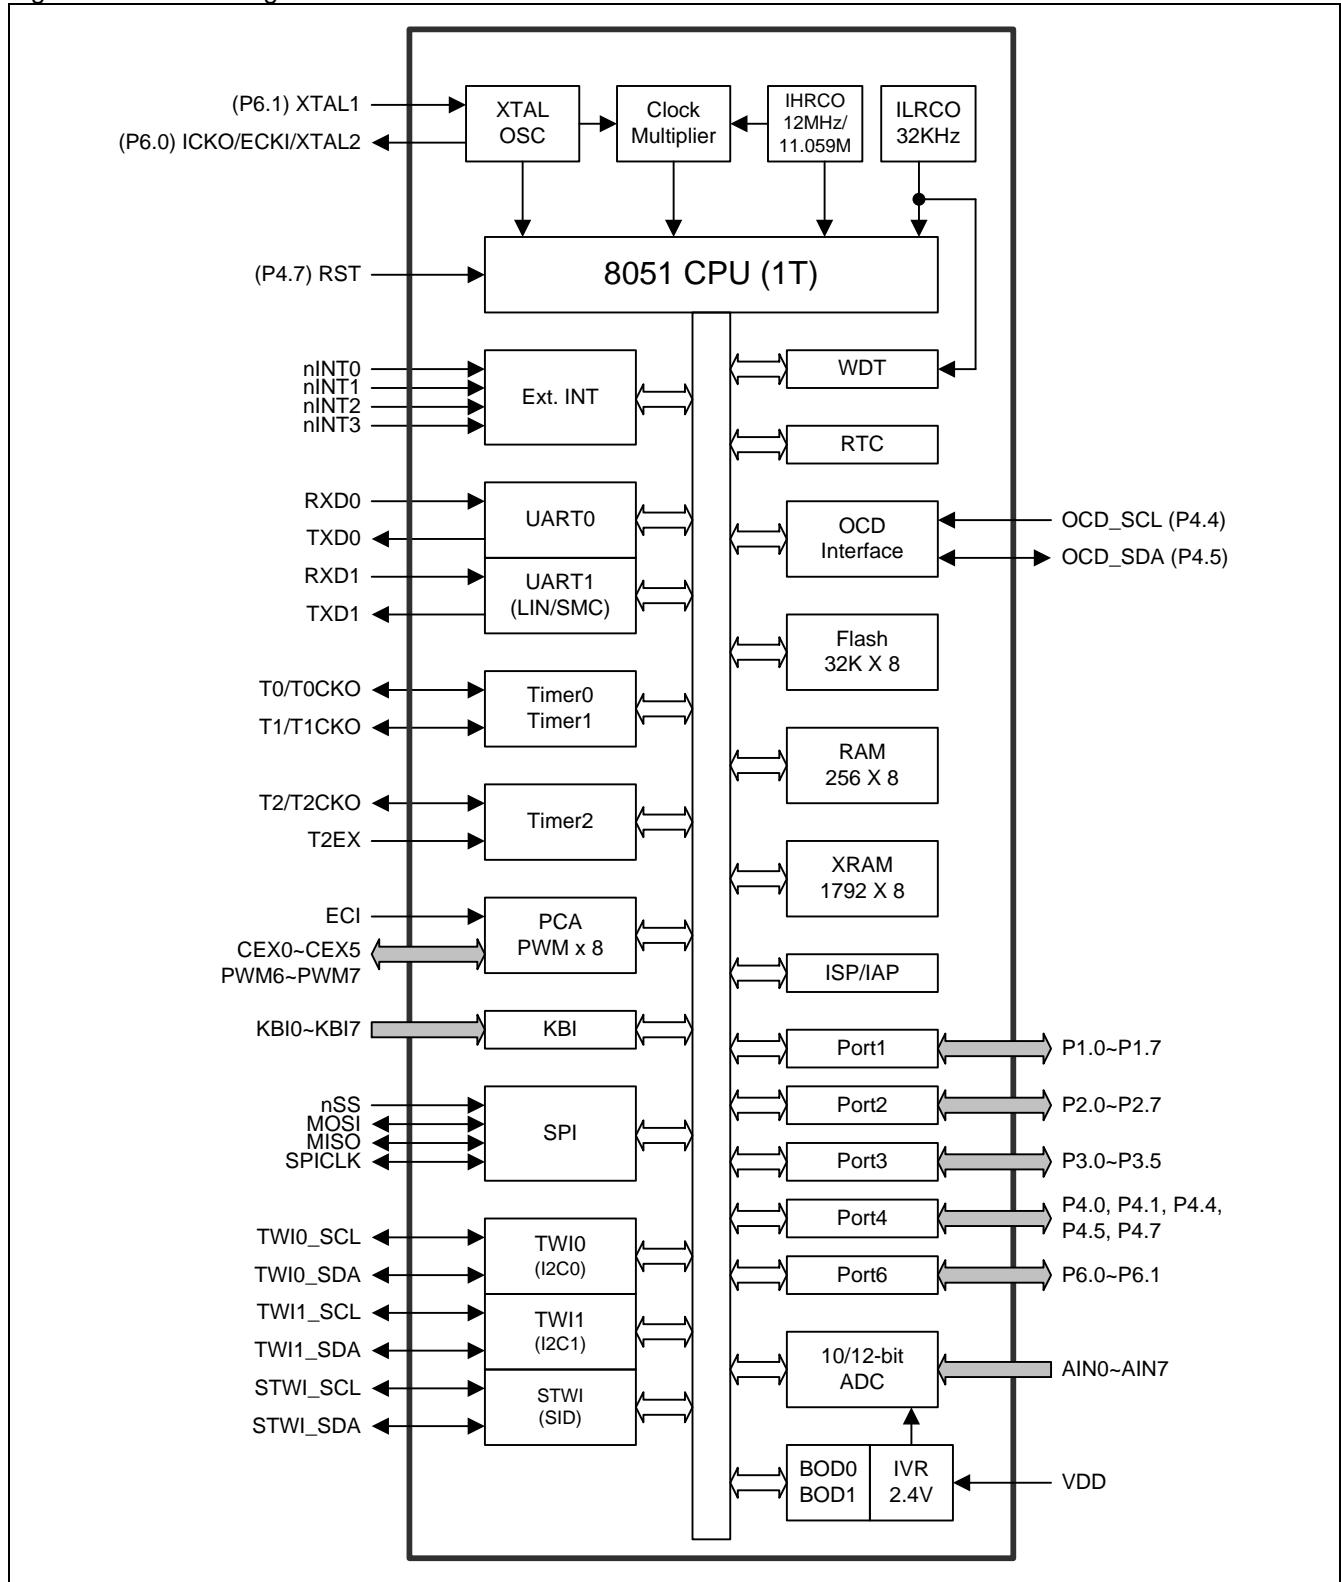 (P6.1) XTAL1
(P6.0) ICKO/ECKI/XTAL2
XTAL
OSC
Clock
Multiplier
IHRCO
12MHz/
11.059M
ILRCO
32KHz
(P4.7) RST
8051 CPU (1T)
nINT0
nINT1
nINT2
nINT3
Ext. INT
WDT
RTC
RXD0
TXD0
UART0
RXD1
TXD1
UART1
(LIN/SMC)
OCD
Interface
OCD_SCL (P4.4)
OCD_SDA (P4.5)
Flash
32K X 8
T0/T0CKO
T1/T1CKO
Timer0
Timer1
RAM
256 X 8
T2/T2CKO
T2EX
Timer2
XRAM
1792 X 8
ECI
CEX0~CEX5
PWM6~PWM7
PCA
PWM x 8
ISP/IAP
KBI0~KBI7
KBI
Port1
P1.0~P1.7
nSS
MOSI
MISO
SPICLK
SPI
Port2
P2.0~P2.7
Port3
P3.0~P3.5
Port4
P4.0, P4.1, P4.4,
P4.5, P4.7
TWI0_SCL
TWI0_SDA
TWI0
(I2C0)
Port6
P6.0~P6.1
TWI1_SCL
TWI1_SDA
TWI1
(I2C1)
10/12-bit
ADC
AIN0~AIN7
STWI_SCL
STWI_SDA
STWI
(SID)
BOD0
BOD1
IVR
2.4V
VDD